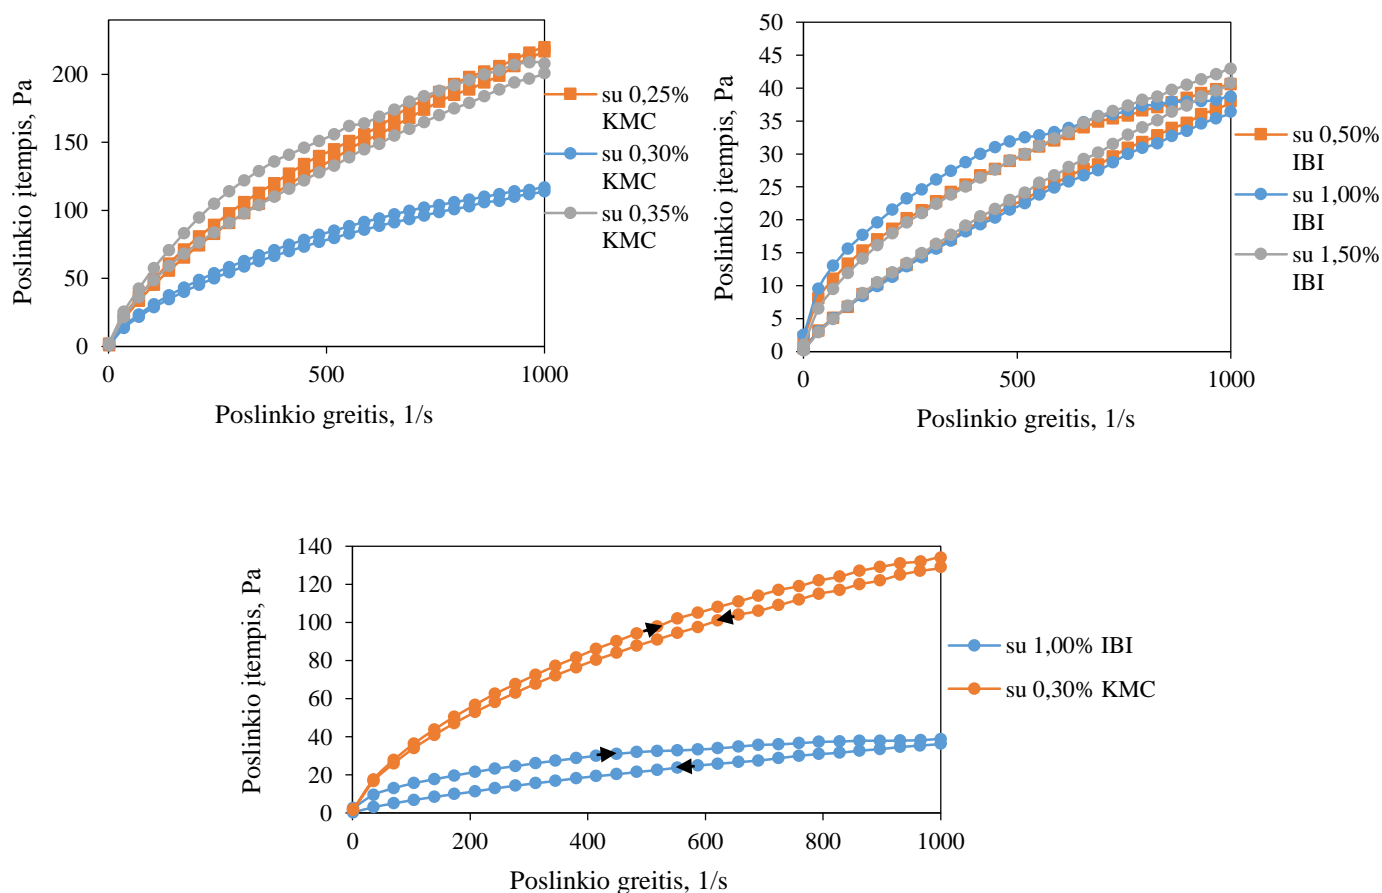 Poslinkio įtempis, Pa
200
150
100
50
0
0
500
1000
Poslinkio greitis, 1/s
su 0,25%
KMC
su 0,30%
KMC
su 0,35%
KMC
Poslinkio įtempis, Pa
50
45
40
35
30
25
20
15
10
5
0
0
500
1000
Poslinkio greitis, 1/s
su 0,50%
IBI
su 1,00%
IBI
su 1,50%
IBI
Poslinkio įtempis, Pa
140
120
100
80
60
40
20
0
0
200
400
600
800
1000
Poslinkio greitis, 1/s
su 1,00% IBI
su 0,30% KMC